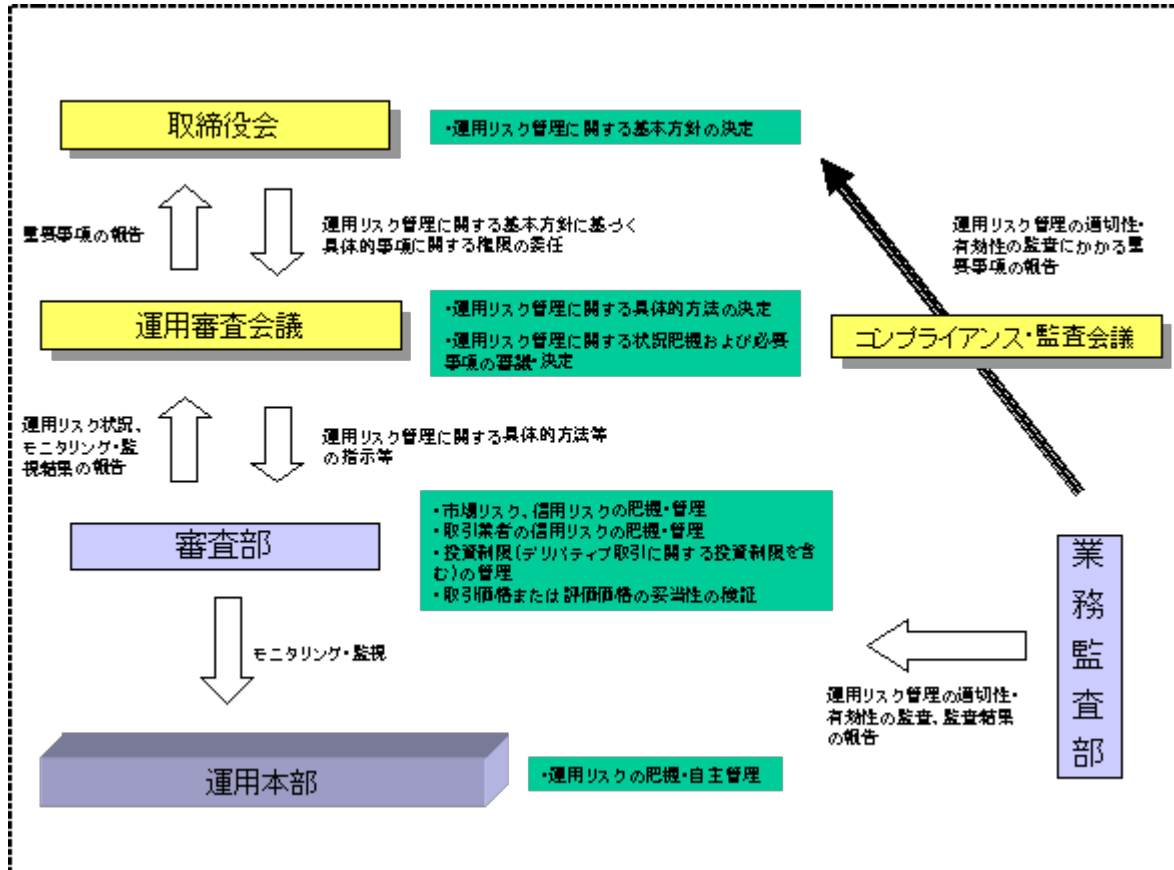 取締役会
・運用リスク管理に関する基本方針の決定
重要事項の報告
運用リスク管理に関する基本方針に基づく
具体的事項に関する権限の委任
運用リスク管理の適切性・
有効性の監査にかかる重
要事項の報告
運用審査会議
・運用リスク管理に関する具体的方法の決定
・運用リスク管理に関する状況把握および必要
事項の審議・決定
コンプライアンス・監査会議
運用リスク状況、
モニタリング・監
視結果の報告
運用リスク管理に関する具体的方法等
の指示等
審査部
・市場リスク、信用リスクの把握・管理
・取引業者の信用リスクの把握・管理
・投資制限(デリバティブ取引に関する投資制限を含
む)の管理
・取引価格または評価価格の妥当性の検証
業務監査部
モニタリング・監視
運用リスク管理の適切性・
有効性の監査、監査結果
の報告
運用本部
・運用リスクの把握・自主管理